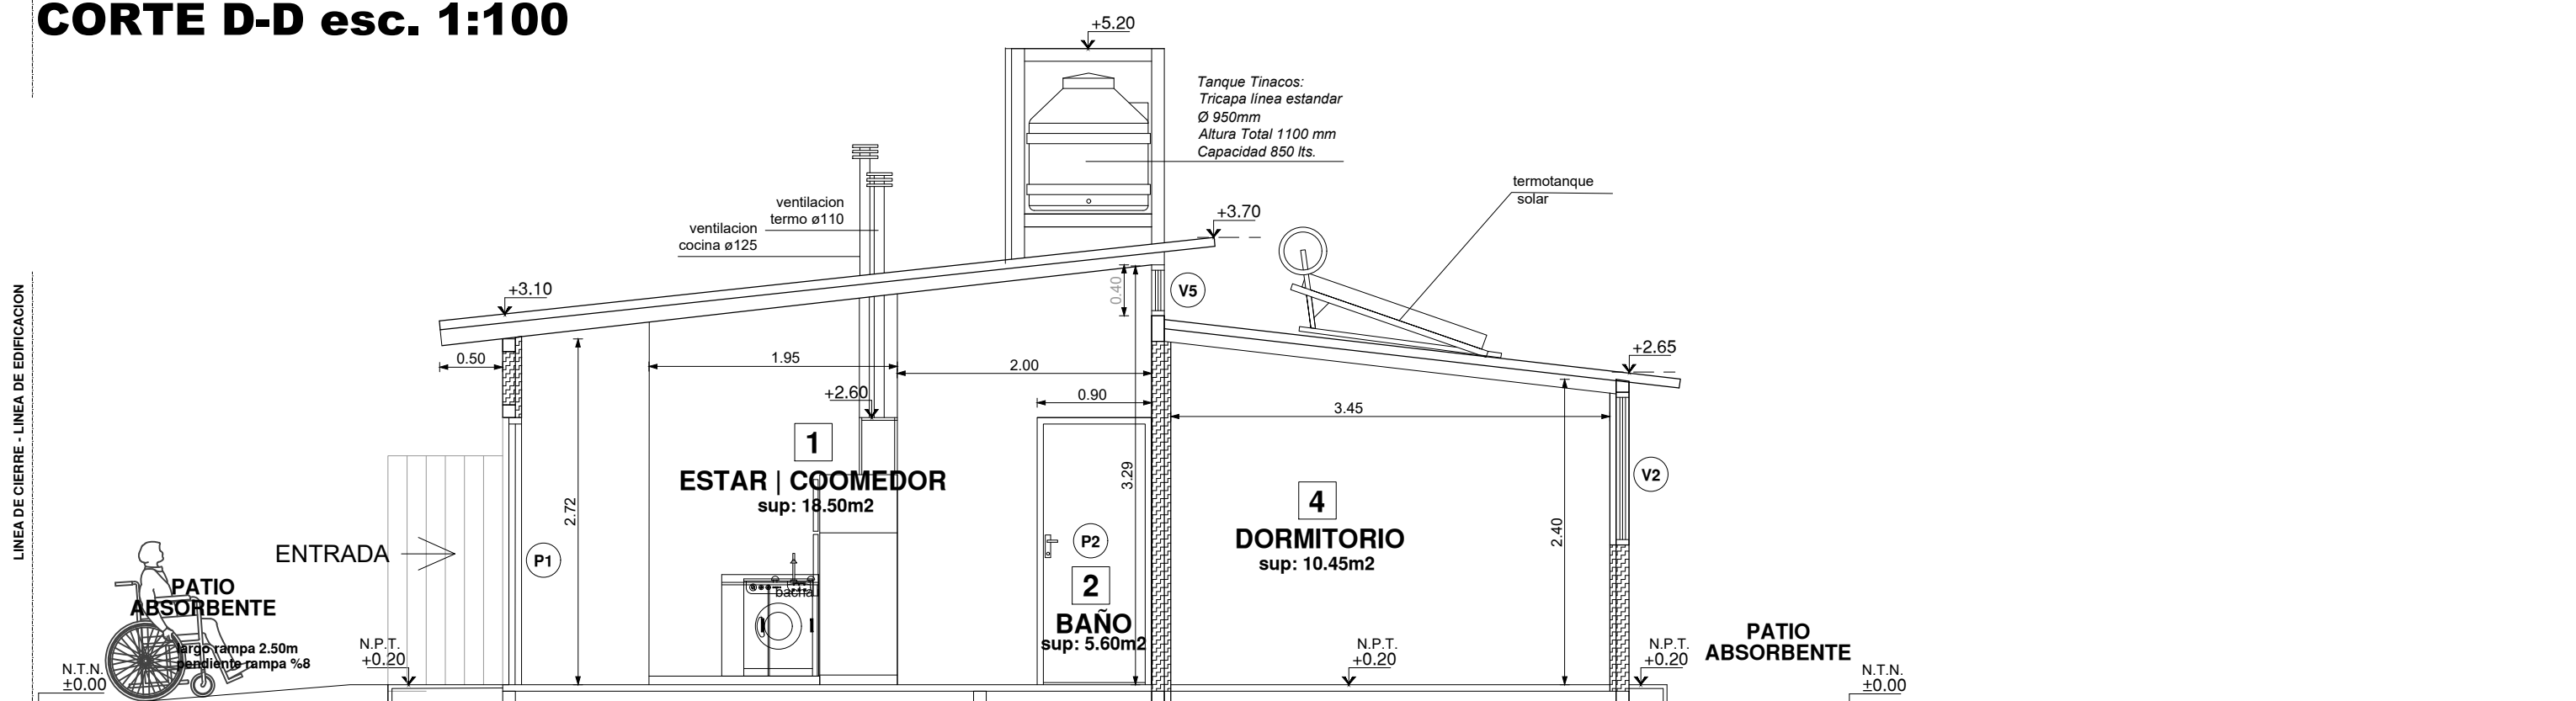 CORTE D-D esc. 1:100
+5.20
Tanque Tinacos:
Tricapa línea estandar
Ø 950mm
Altura Total 1100 mm
Capacidad 850 lts.
termotanque
solar
ventilacion
termo ø110
ventilacion
cocina ø125
+3.70
+3.10
0.40
V5
+2.65
0.50
1.95
2.00
+2.60
0.90
3.45
LINEA DE CIERRE - LINEA DE EDIFICACION
1
ESTAR | COOMEDOR
sup: 18.50m2
2.72
3.29
4
DORMITORIO
sup: 10.45m2
2.40
V2
ENTRADA
P1
P2
2
BAÑO
sup: 5.60m2
bacha
PATIO
ABSORBENTE
largo rampa 2.50m
pendiente rampa %8
N.T.N.
±0.00
N.P.T.
+0.20
N.P.T.
+0.20
N.P.T.
+0.20
PATIO
ABSORBENTE
N.T.N.
±0.00